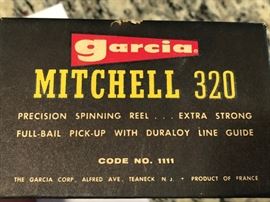 garcia
MITCHELL 320
PRECISION SPINNING REEL . . . EXTRA STRONG
FULL-BAIL PICK-UP WITH DURALOY LINE GUIDE
CODE NO. 1111
THE GARCIA CORP. ALFRED AVE., TEANECK N. J. • PRODUCT OF FRANCE